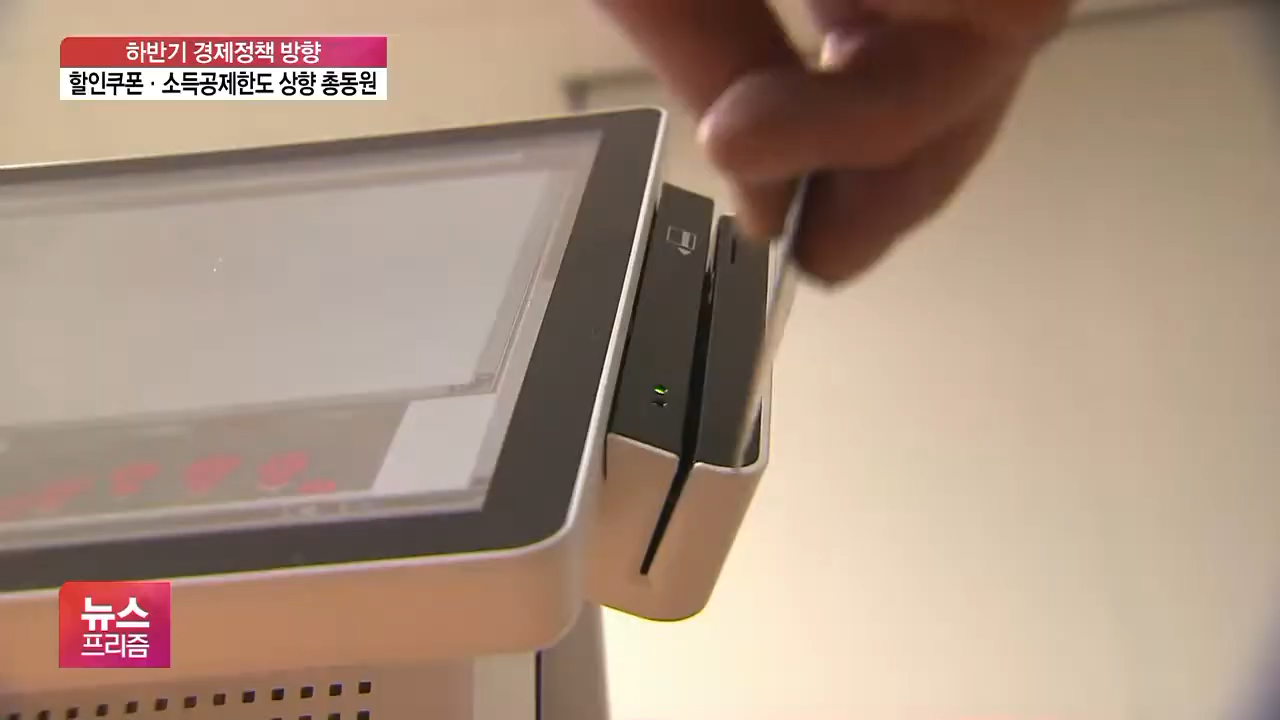 하반기 경제정책 방향
할인쿠폰·소득공제한도 상향 총동원
뉴스
프리즘